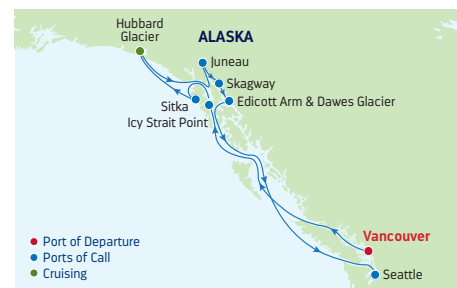 Hubbard
Glacier
ALASKA
Juneau
Skagway
Edicott Arm & Dawes Glacier
Sitka
Icy Strait Point
Vancouver
Seattle
Port of Departure
Ports of Call
Cruising